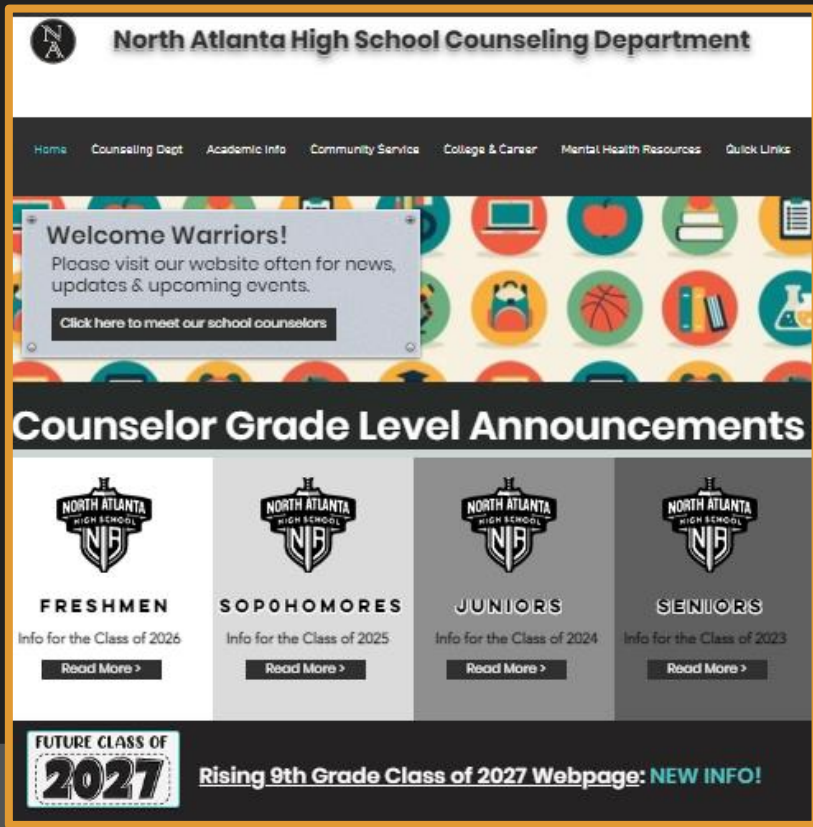 NA
North Atlanta High School Counseling Department
Home Counseling Dept Academic Info Community Service College & Career Mental Health Resources Quick Links
Welcome Warriors!
Please visit our website often for news,
updates & upcoming events.
Click here to meet our school counselors
Counselor Grade Level Announcements
NORTH ATLANTA
HIGH SCHOOL
NA
FRESHMEN
Info for the Class of 2026
Read More >
NORTH ATLANTA
HIGH SCHOOL
NA
SOP0HOMORES
Info for the Class of 2025
Read More >
NORTH ATLANTA
HIGH SCHOOL
NA
JUNIORS
Info for the Class of 2024
Read More >
NORTH ATLANTA
HIGH SCHOOL
NA
SENIORS
Info for the Class of 2023
Read More >
FUTURE CLASS OF
2027
Rising 9th Grade Class of 2027 Webpage: NEW INFO!